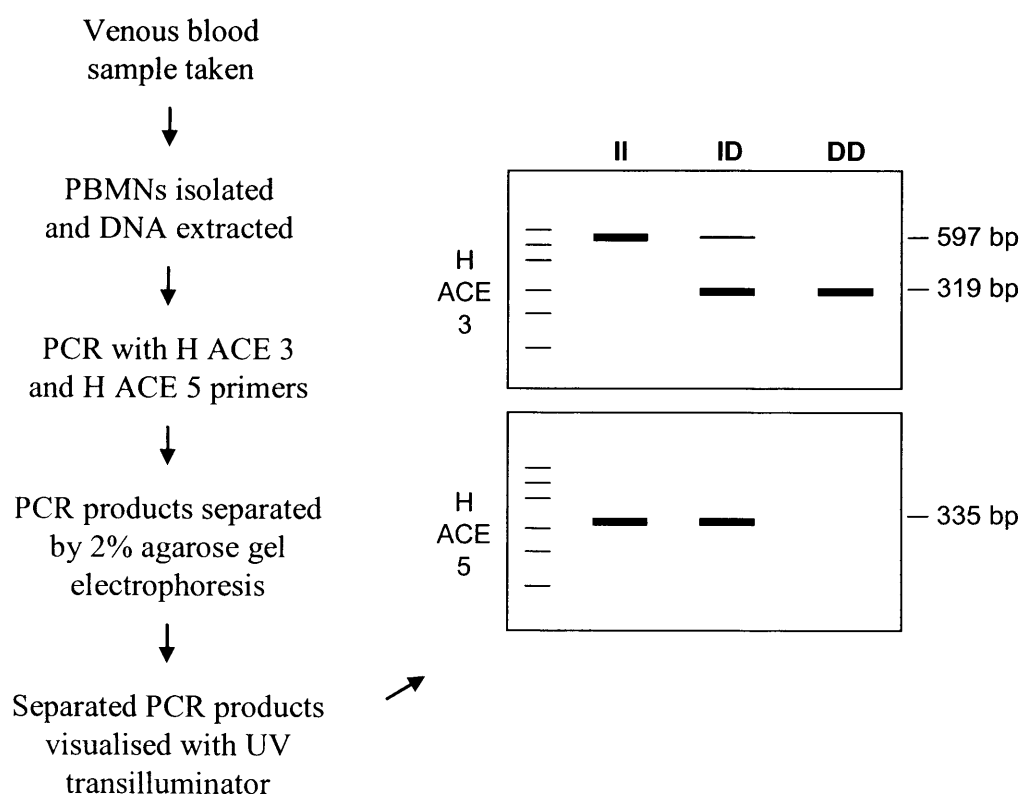 Venous blood
sample taken
PBMNs isolated
and DNA extracted
PCR with H ACE 3
and H ACE 5 primers
PCR products separated
by 2% agarose gel
electrophoresis
Separated PCR products
visualised with UV
transilluminator
II ID DD
H
ACE
3
597 bp
319 bp
H
ACE
5
335 bp